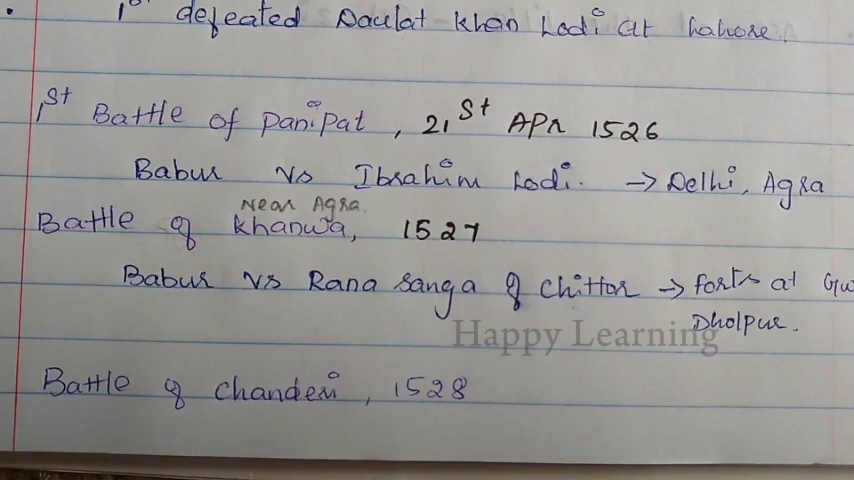 1st defeated Daulat Khan Lodi at Lahore.
1st Battle of Panipat, 21st APR 1526
Babur Vs Ibrahim Lodi. → Delhi, Agra
Near Agra.
Battle of Khanwa, 1527
Babur Vs Rana Sanga of Chittor → Forts at
Dholpur.
Happy Learning
Battle of Chanderi, 1528